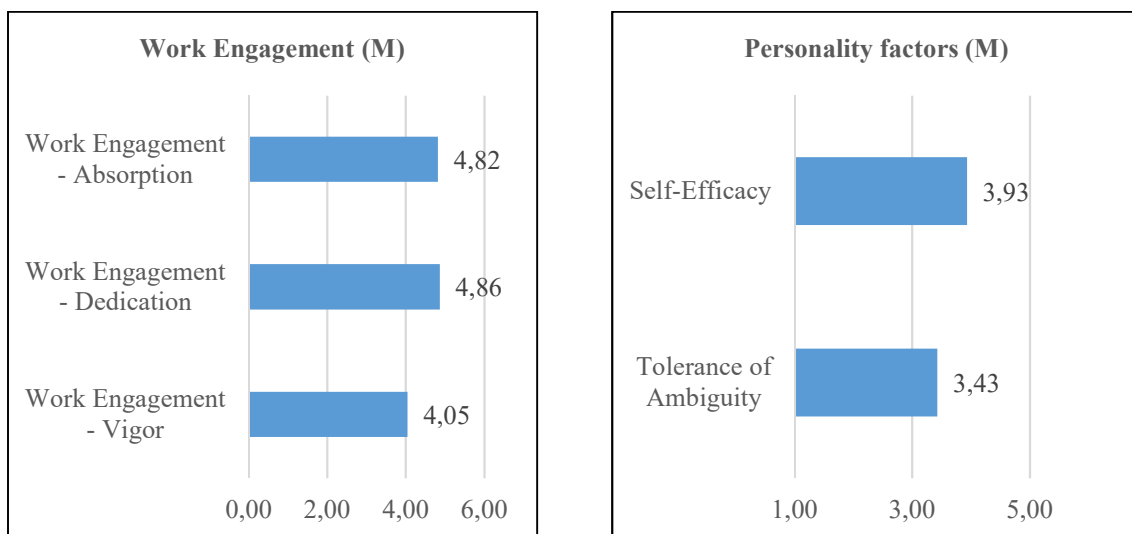 Work Engagement (M)
Work Engagement
- Absorption
4,82
Work Engagement
- Dedication
4,86
Work Engagement
- Vigor
4,05
0,00 2,00 4,00 6,00
Personality factors (M)
Self-Efficacy
3,93
Tolerance of
Ambiguity
3,43
1,00 3,00 5,00